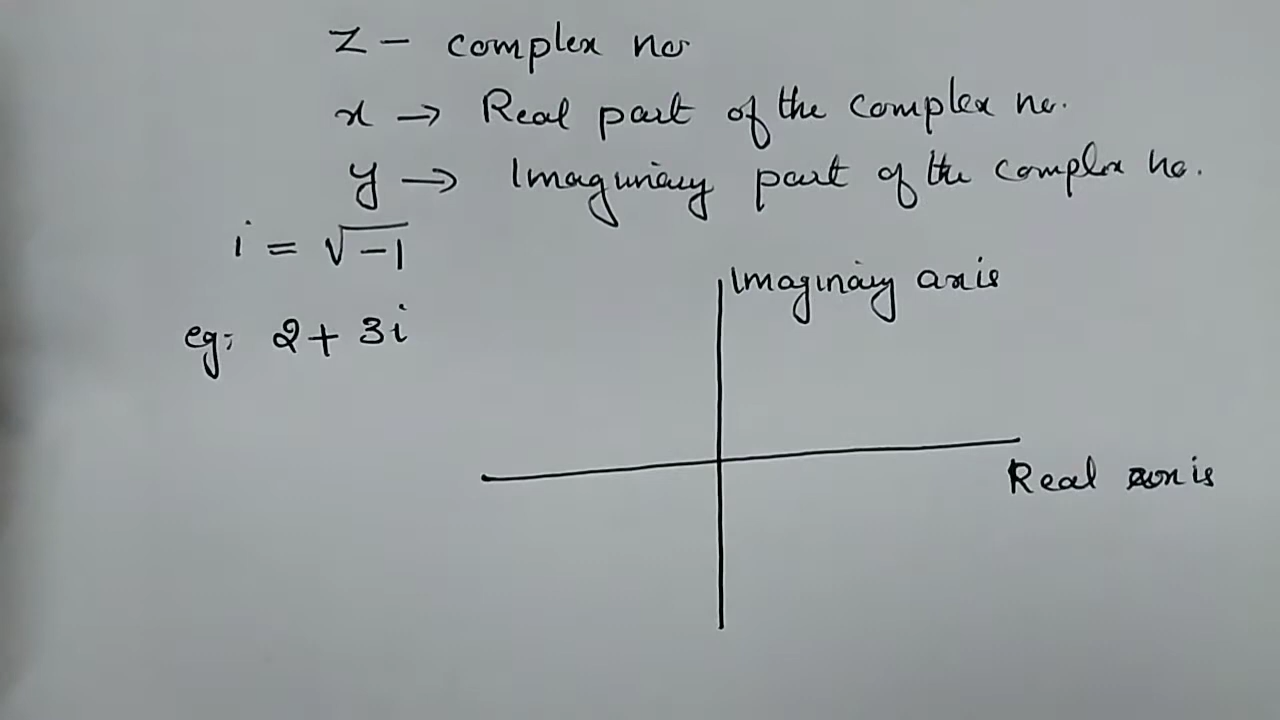 z - complex no
x → Real part of the complex no.
y → Imaginary part of the complex no.
i = √-1
Imaginary axis
eg: 2 + 3i
Real axis